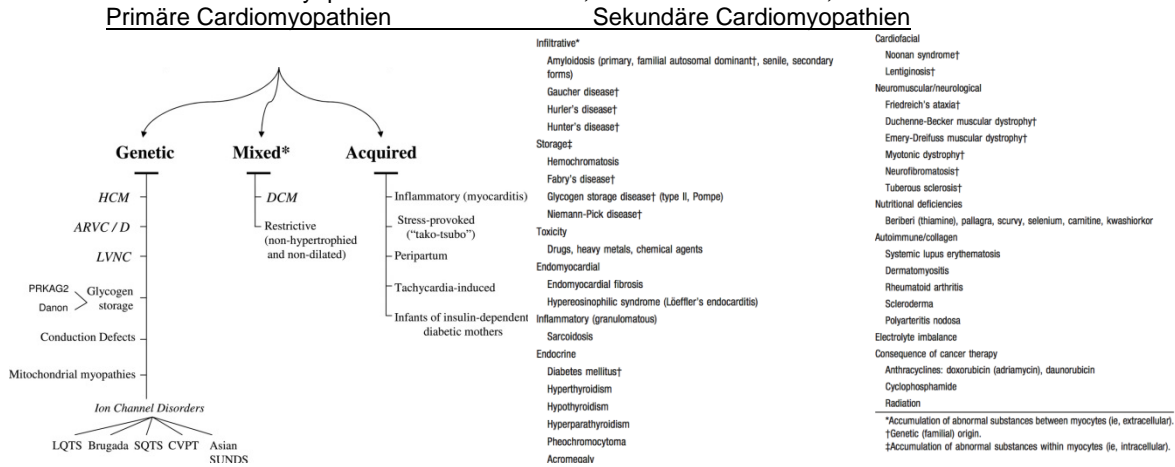 Primäre Cardiomyopathien
Sekundäre Cardiomyopathien
Genetic
Mixed*
Acquired
HCM
ARVC / D
LVNC
PRKAG2
Danon
Glycogen
storage
Conduction Defects
Mitochondrial myopathies
Ion Channel Disorders
LQTS Brugada SQTS CVPT Asian
SUNDS
DCM
Restrictive
(non-hypertrophied
and non-dilated)
Inflammatory (myocarditis)
Stress-provoked
("tako-tsubo")
Peripartum
Tachycardia-induced
Infants of insulin-dependent
diabetic mothers
Infiltrative*
Amyloidosis (primary, familial autosomal dominant†, senile, secondary
forms)
Gaucher disease†
Hurler's disease†
Hunter's disease†
Storage‡
Hemochromatosis
Fabry's disease†
Glycogen storage disease† (type II, Pompe)
Niemann-Pick disease†
Toxicity
Drugs, heavy metals, chemical agents
Endomyocardial
Endomyocardial fibrosis
Hypereosinophilic syndrome (Löeffler's endocarditis)
Inflammatory (granulomatous)
Sarcoidosis
Endocrine
Diabetes mellitus†
Hyperthyroidism
Hypothyroidism
Hyperparathyroidism
Pheochromocytoma
Acromegaly
Cardiofacial
Noonan syndrome†
Lentiginosis†
Neuromuscular/neurological
Friedreich's ataxia†
Duchenne-Becker muscular dystrophy†
Emery-Dreifuss muscular dystrophy†
Myotonic dystrophy†
Neurofibromatosis†
Tuberous sclerosis†
Nutritional deficiencies
Beriberi (thiamine), pallagra, scurvy, selenium, carnitine, kwashiorkor
Autoimmune/collagen
Systemic lupus erythematosis
Dermatomyositis
Rheumatoid arthritis
Scleroderma
Polyarteritis nodosa
Electrolyte imbalance
Consequence of cancer therapy
Anthracyclines: doxorubicin (adriamycin), daunorubicin
Cyclophosphamide
Radiation
*Accumulation of abnormal substances between myocytes (ie, extracellular).
†Genetic (familial) origin.
‡Accumulation of abnormal substances within myocytes (ie, intracellular).